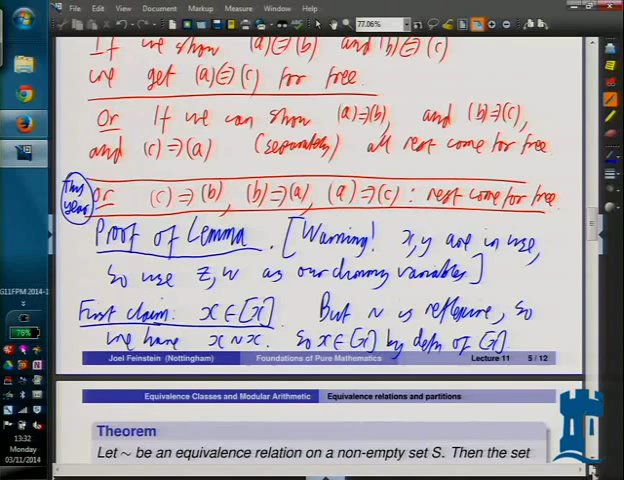 File Edit View Document Measure Window Help
77.06%
If we show (a)⇔(b) and (b)⇔(c)
we get (a)⇔(c) for free.
Or If we can show (a)⇒(b), and (b)⇒(c),
and (c)⇒(a) (separately) all rest come for free.
This year
Or (c)⇒(b), (b)⇒(a), (a)⇒(c) : rest come for free.
Proof of Lemma. [Warning! x,y are in use,
so use z, w as our dummy variables]
First claim: x∈[x]. But ~ is reflexive, so
we have x~x. So x∈[x] by defn of [x].
Joel Feinstein (Nottingham) Foundations of Pure Mathematics Lecture 11 5 / 12
Equivalence Classes and Modular Arithmetic Equivalence relations and partitions
Theorem
Let ~ be an equivalence relation on a non-empty set S. Then the set
G11FPM 2014-1
78%
13:32
Monday
03/11/2014